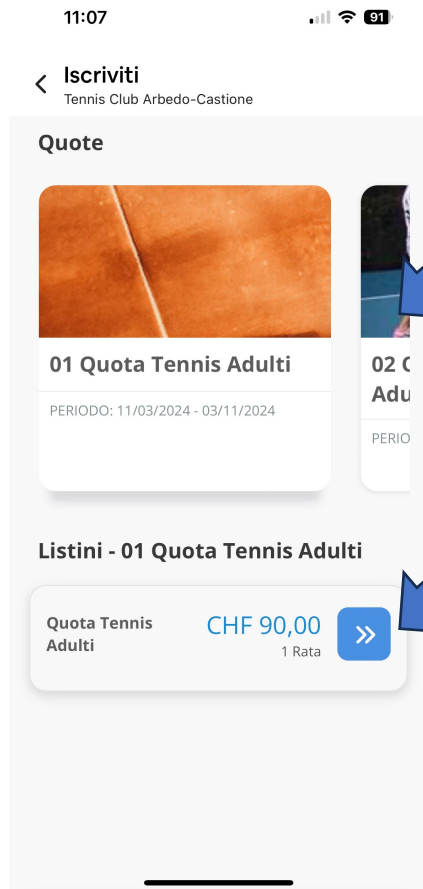 11:07
91
Iscriviti
Tennis Club Arbedo-Castione
Quote
01 Quota Tennis Adulti
PERIODO: 11/03/2024 - 03/11/2024
02
Listini - 01 Quota Tennis Adulti
Quota Tennis
Adulti
CHF 90,00
1 Rata